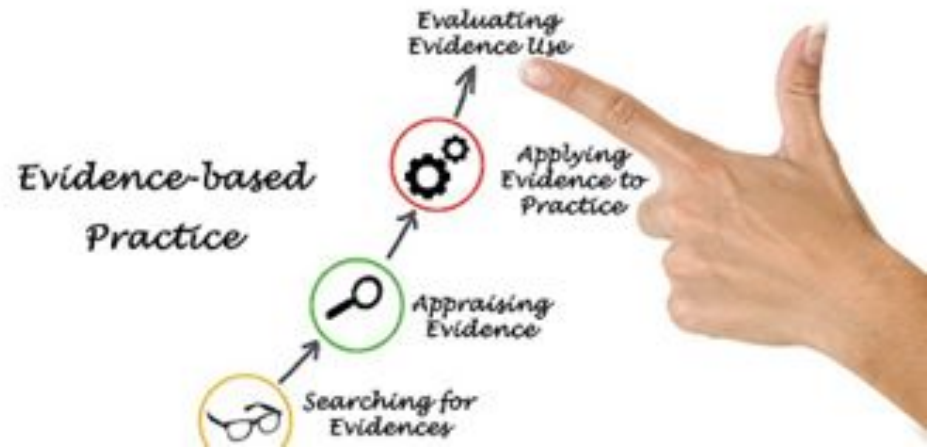 Evaluating
Evidence Use
Applying
Evidence to
Practice
Evidence-based
Practice
Appraising
Evidence
Searching for
Evidences